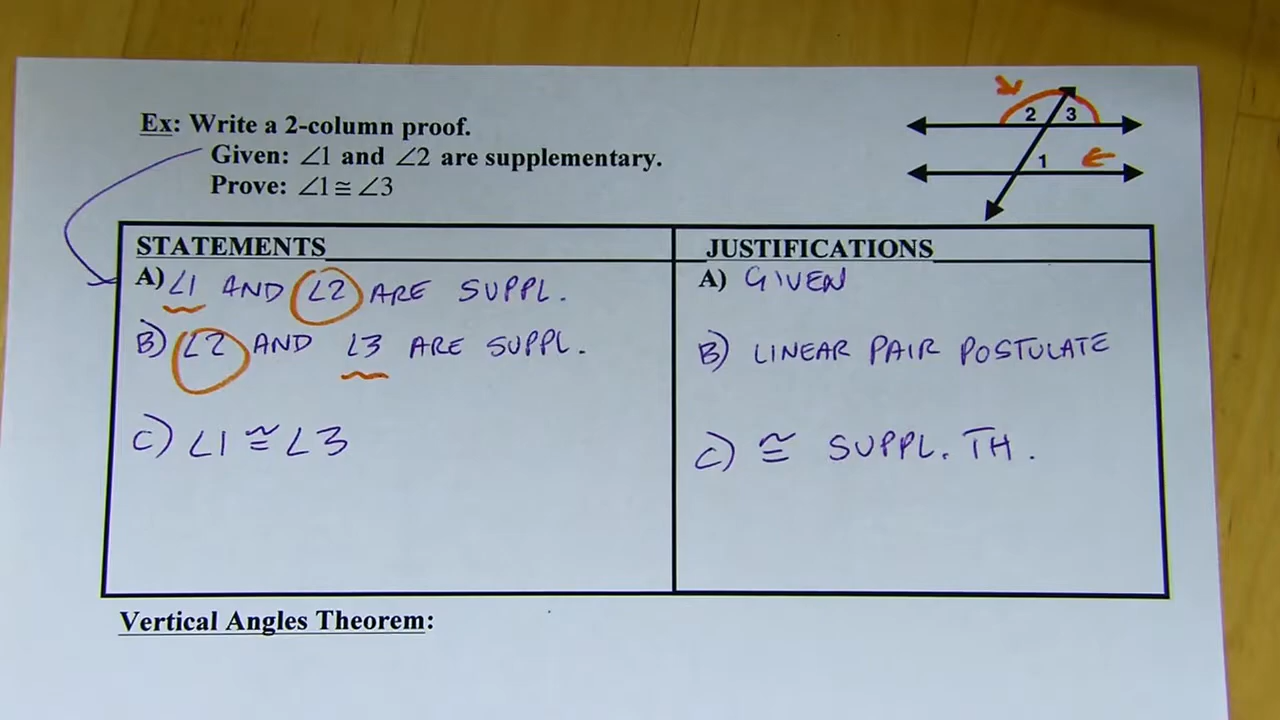 Ex: Write a 2-column proof.
Given: ∠1 and ∠2 are supplementary.
Prove: ∠1 ≅ ∠3
2 3
1
STATEMENTS
A) ∠1 AND ∠2 ARE SUPPL.
B) ∠2 AND ∠3 ARE SUPPL.
C) ∠1 ≅ ∠3
JUSTIFICATIONS
A) GIVEN
B) LINEAR PAIR POSTULATE
C) ≅ SUPPL. TH.
Vertical Angles Theorem: